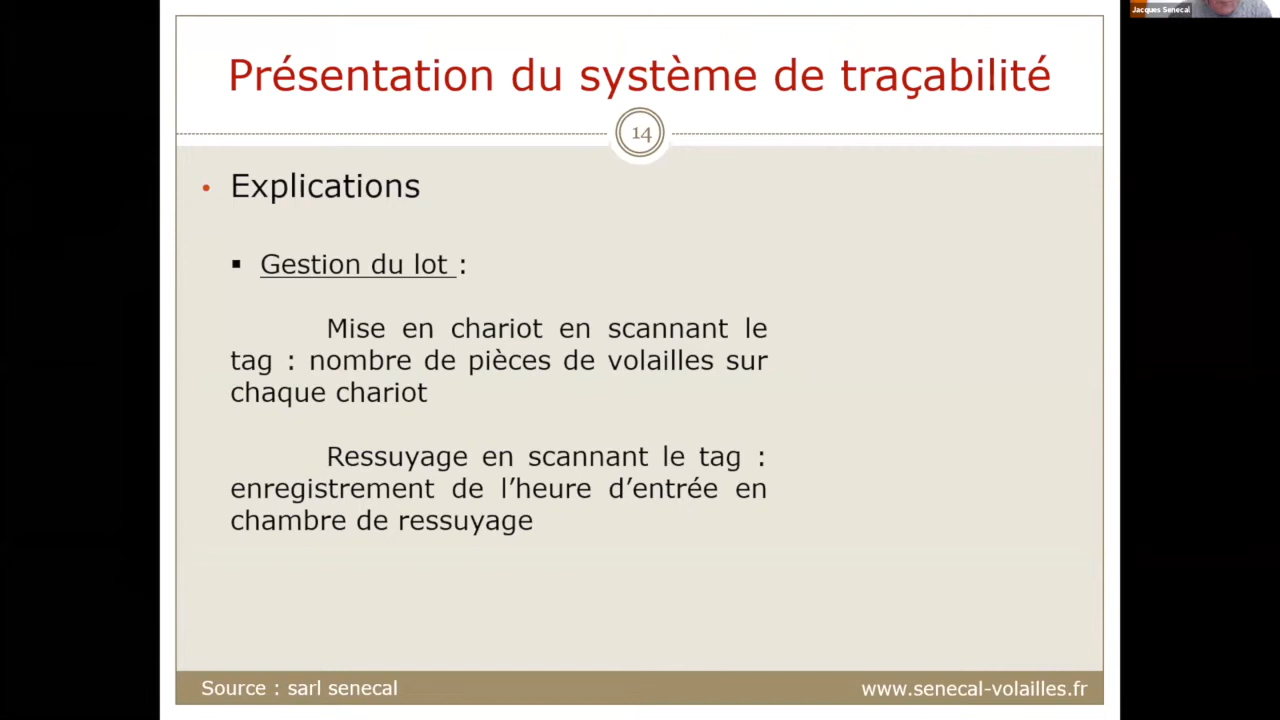 Jacques Senecal
Présentation du système de traçabilité
14
• Explications
▪ Gestion du lot :
Mise en chariot en scannant le
tag : nombre de pièces de volailles sur
chaque chariot
Ressuyage en scannant le tag :
enregistrement de l’heure d’entrée en
chambre de ressuyage
Source : sarl senecal
www.senecal-volailles.fr